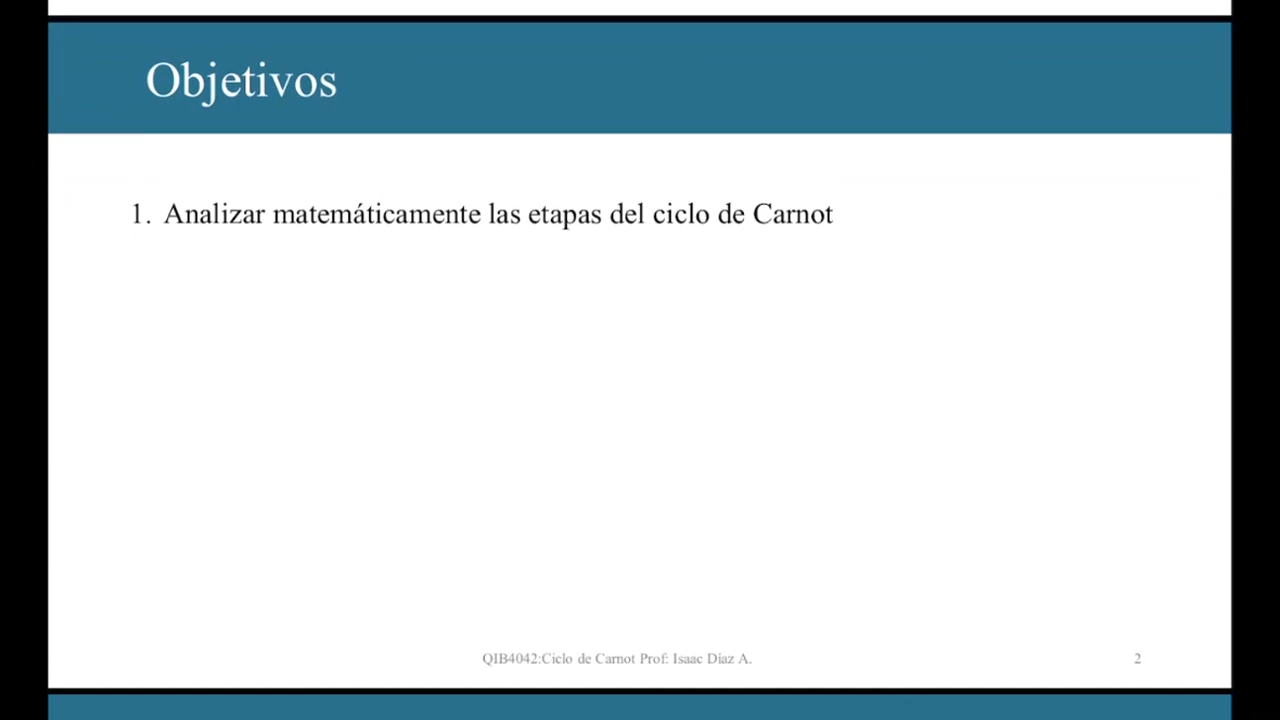 Objetivos
1. Analizar matemáticamente las etapas del ciclo de Carnot
QIB4042:Ciclo de Carnot Prof: Isaac Díaz A.
2